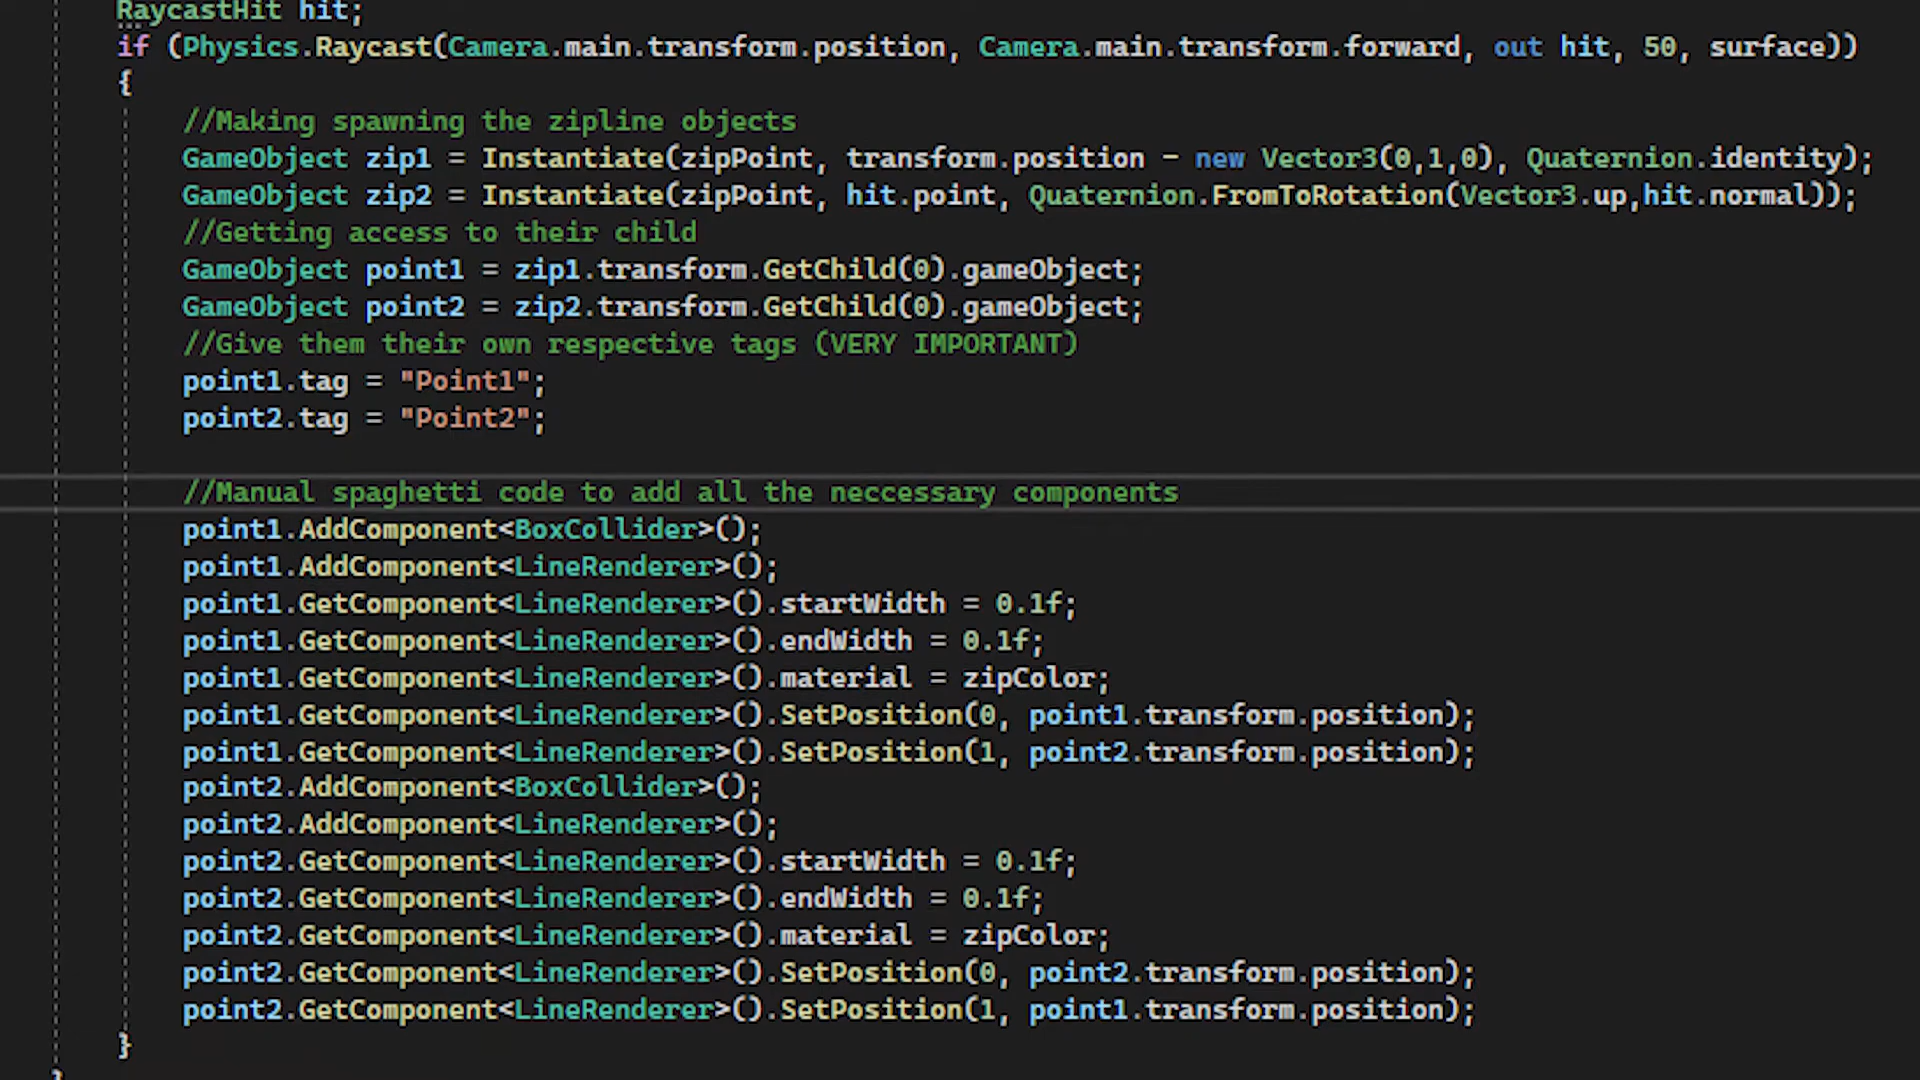 RaycastHit hit;
if (Physics.Raycast(Camera.main.transform.position, Camera.main.transform.forward, out hit, 50, surface))
{
//Making spawning the zipline objects
GameObject zip1 = Instantiate(zipPoint, transform.position - new Vector3(0,1,0), Quaternion.identity);
GameObject zip2 = Instantiate(zipPoint, hit.point, Quaternion.FromToRotation(Vector3.up,hit.normal));
//Getting access to their child
GameObject point1 = zip1.transform.GetChild(0).gameObject;
GameObject point2 = zip2.transform.GetChild(0).gameObject;
//Give them their own respective tags (VERY IMPORTANT)
point1.tag = "Point1";
point2.tag = "Point2";
//Manual spaghetti code to add all the neccessary components
point1.AddComponent<BoxCollider>();
point1.AddComponent<LineRenderer>();
point1.GetComponent<LineRenderer>().startWidth = 0.1f;
point1.GetComponent<LineRenderer>().endWidth = 0.1f;
point1.GetComponent<LineRenderer>().material = zipColor;
point1.GetComponent<LineRenderer>().SetPosition(0, point1.transform.position);
point1.GetComponent<LineRenderer>().SetPosition(1, point2.transform.position);
point2.AddComponent<BoxCollider>();
point2.AddComponent<LineRenderer>();
point2.GetComponent<LineRenderer>().startWidth = 0.1f;
point2.GetComponent<LineRenderer>().endWidth = 0.1f;
point2.GetComponent<LineRenderer>().material = zipColor;
point2.GetComponent<LineRenderer>().SetPosition(0, point2.transform.position);
point2.GetComponent<LineRenderer>().SetPosition(1, point1.transform.position);
}
}